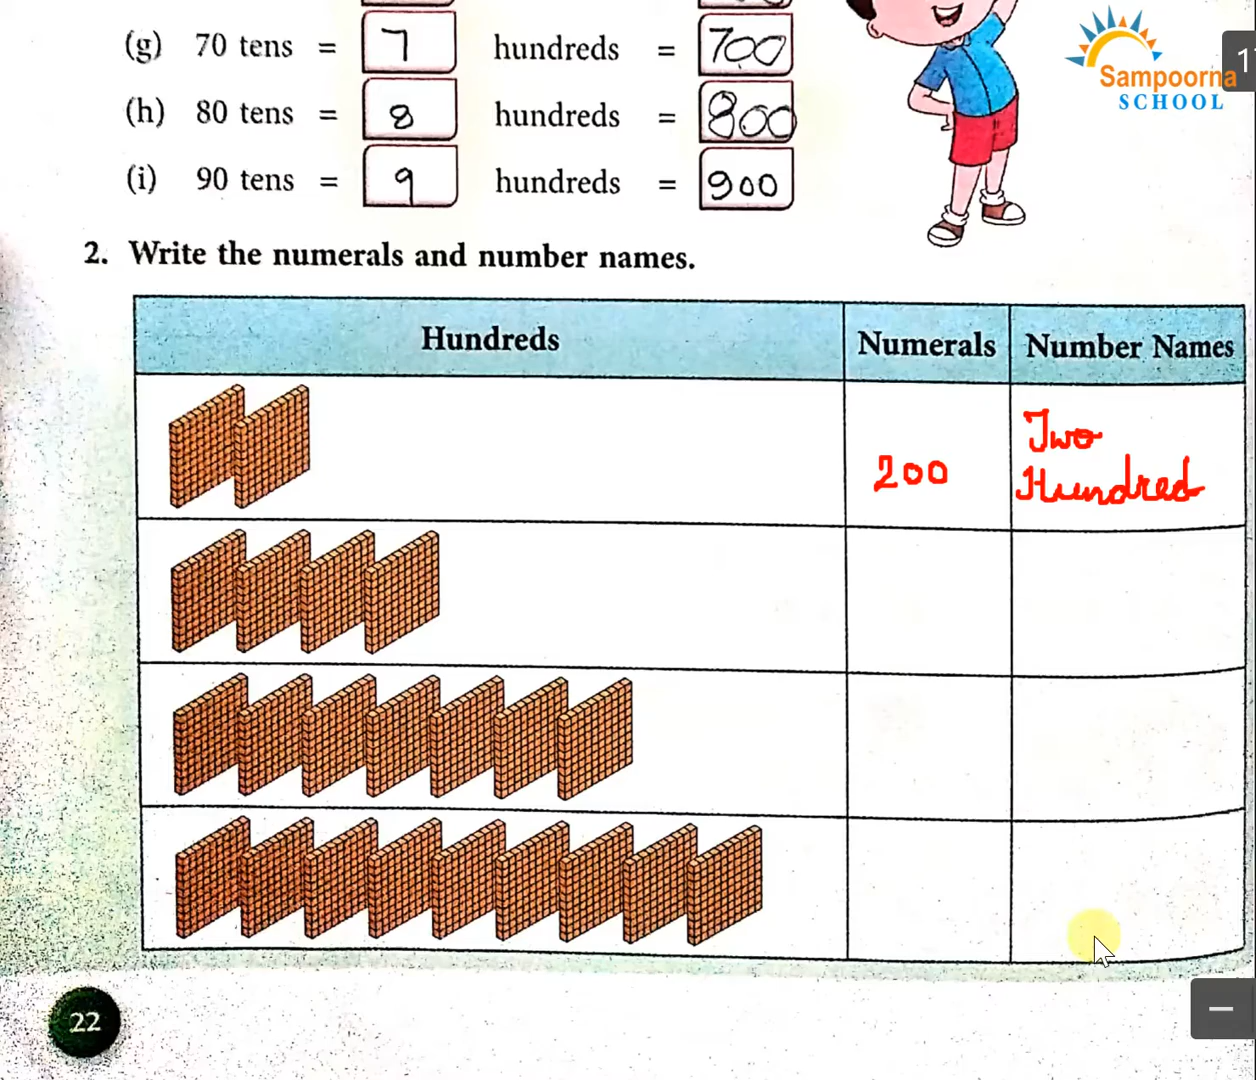 (g) 70 tens = 7 hundreds = 700
Sampoorna
SCHOOL
(h) 80 tens = 8 hundreds = 800
(i) 90 tens = 9 hundreds = 900
2. Write the numerals and number names.
Hundreds Numerals Number Names
200 Two
Hundred
22